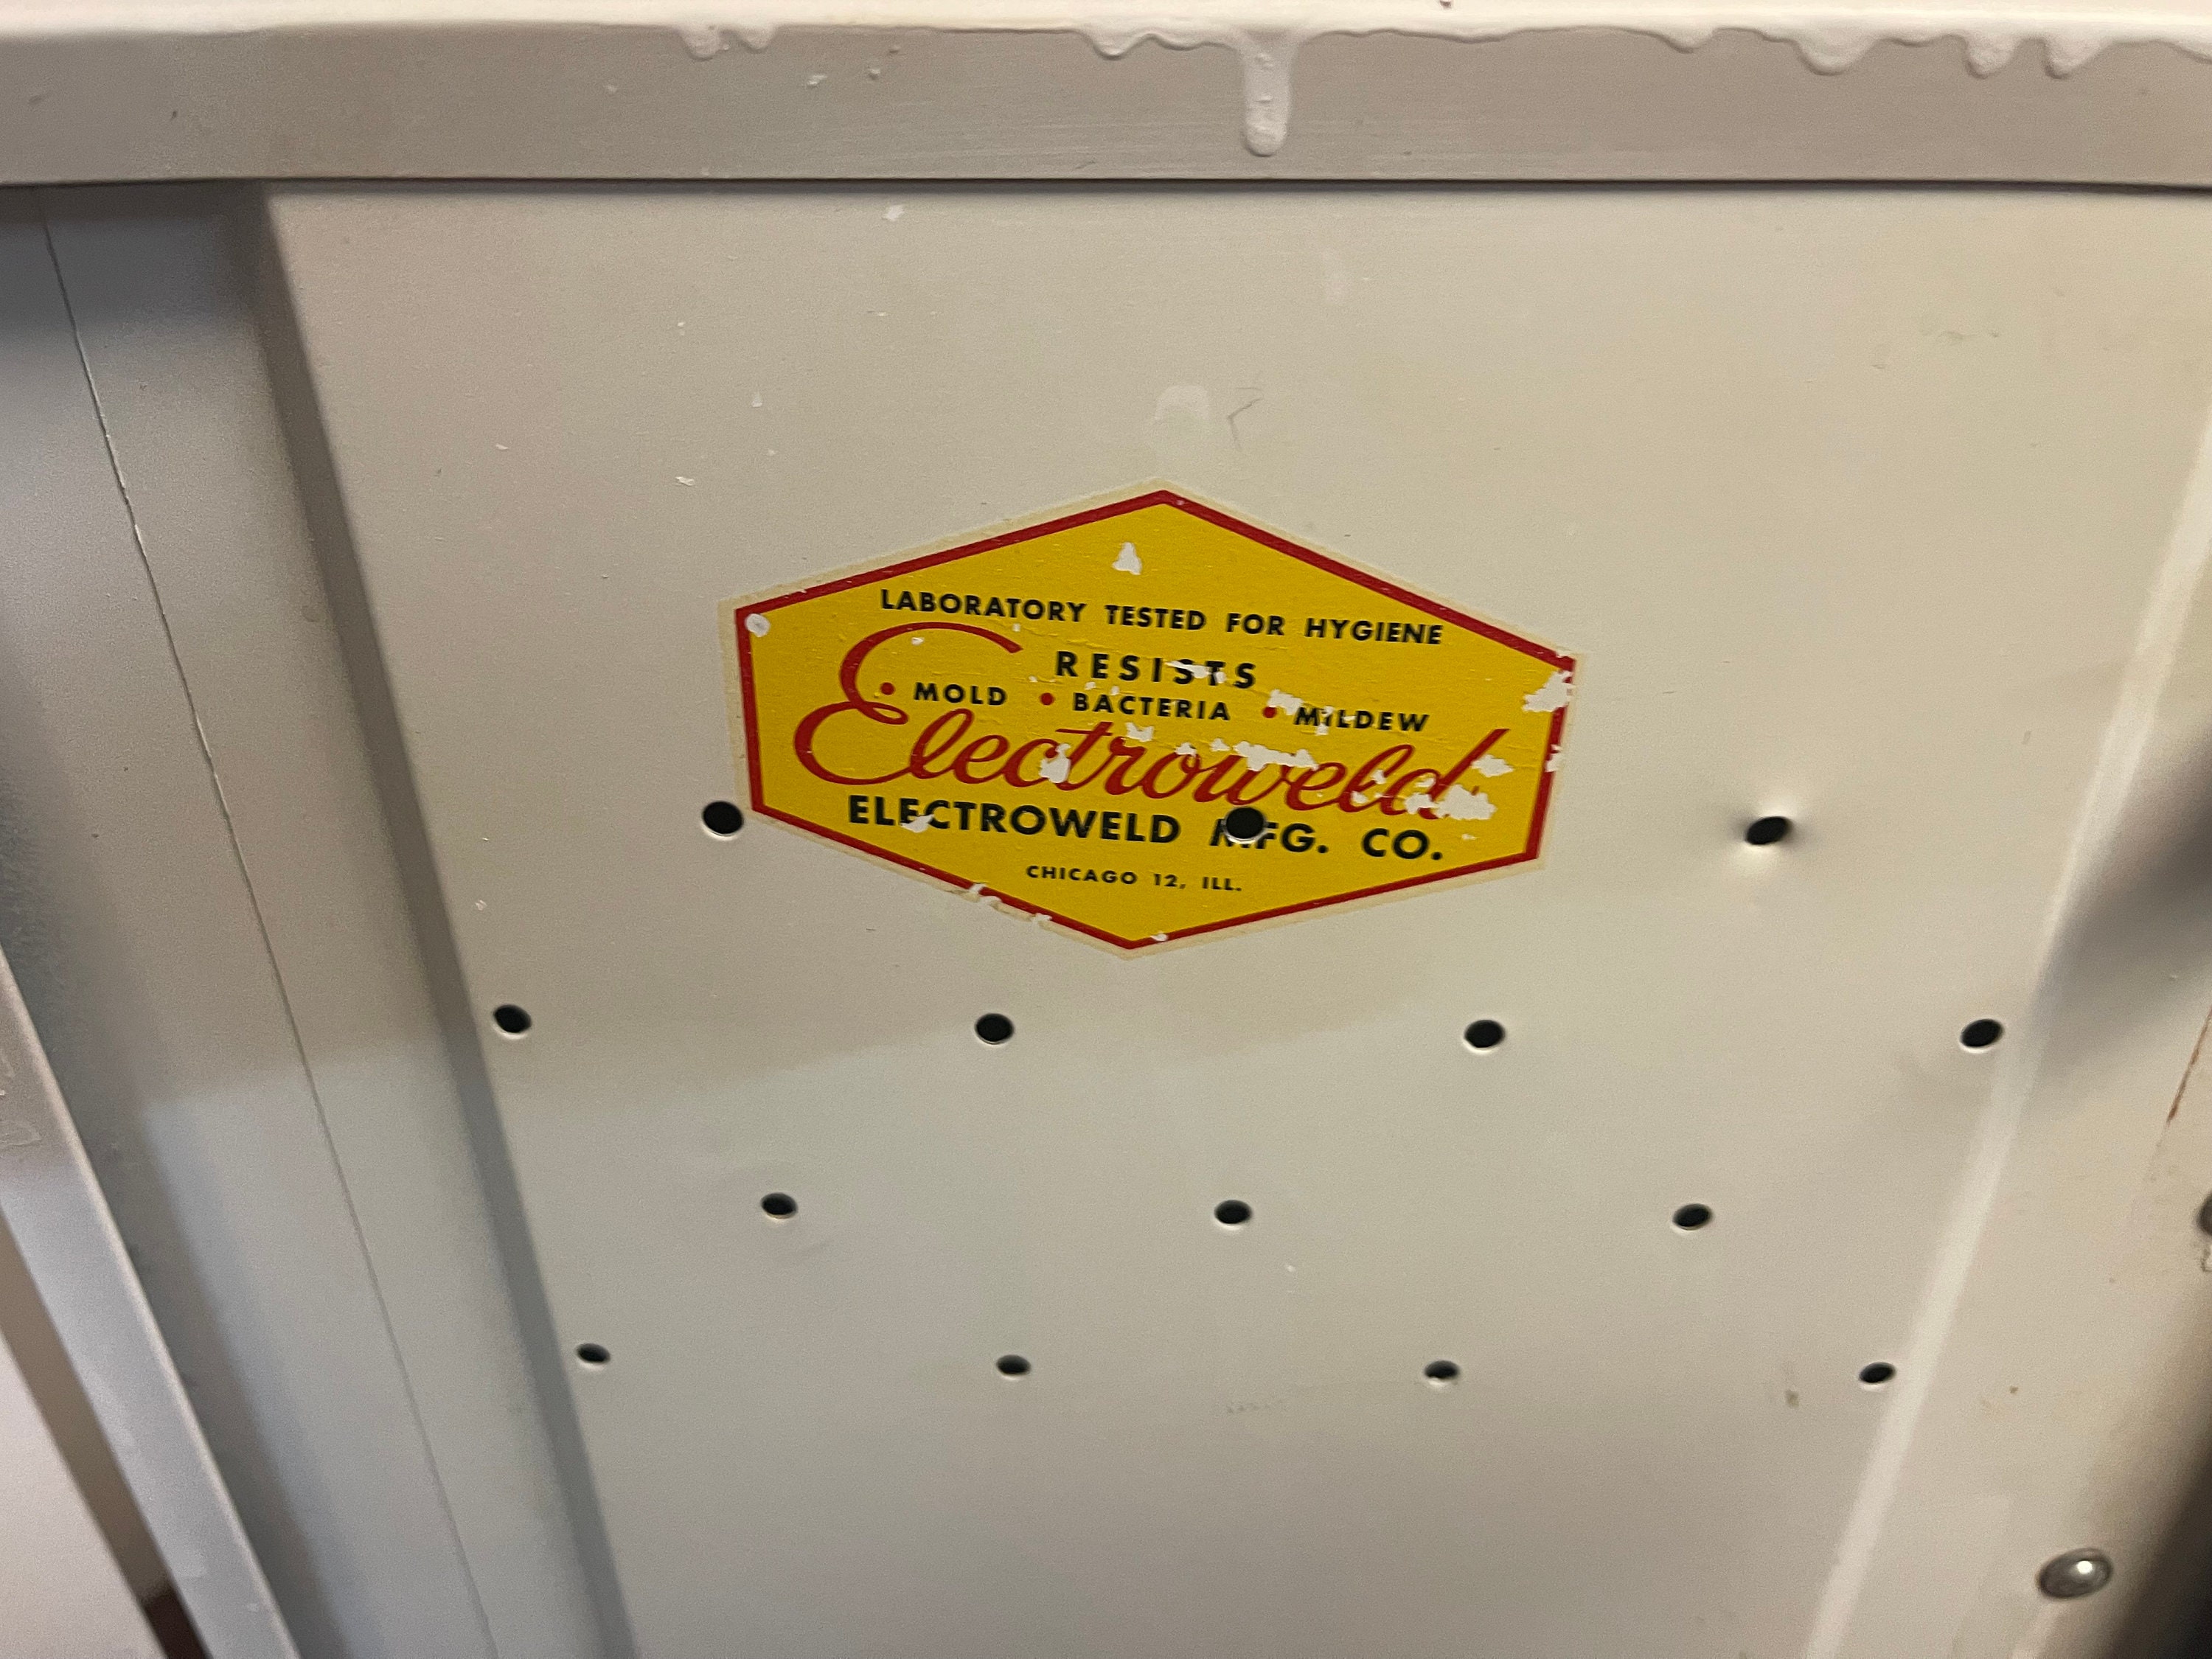 LABORATORY TESTED FOR HYGIENE
RESISTS
• MOLD • BACTERIA • MILDEW
Electroweld
ELECTROWELD MFG. CO.
CHICAGO 12, ILL.